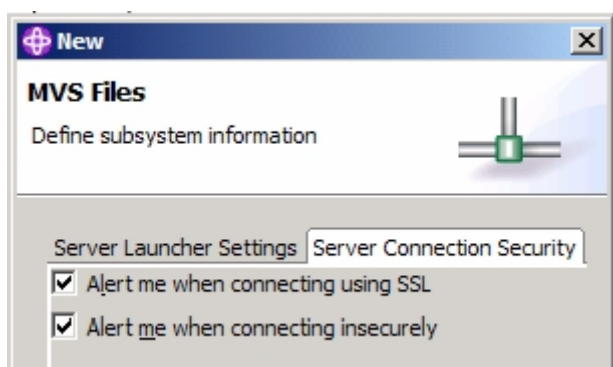 New
MVS Files
Define subsystem information
Server Launcher Settings Server Connection Security
Alert me when connecting using SSL
Alert me when connecting insecurely